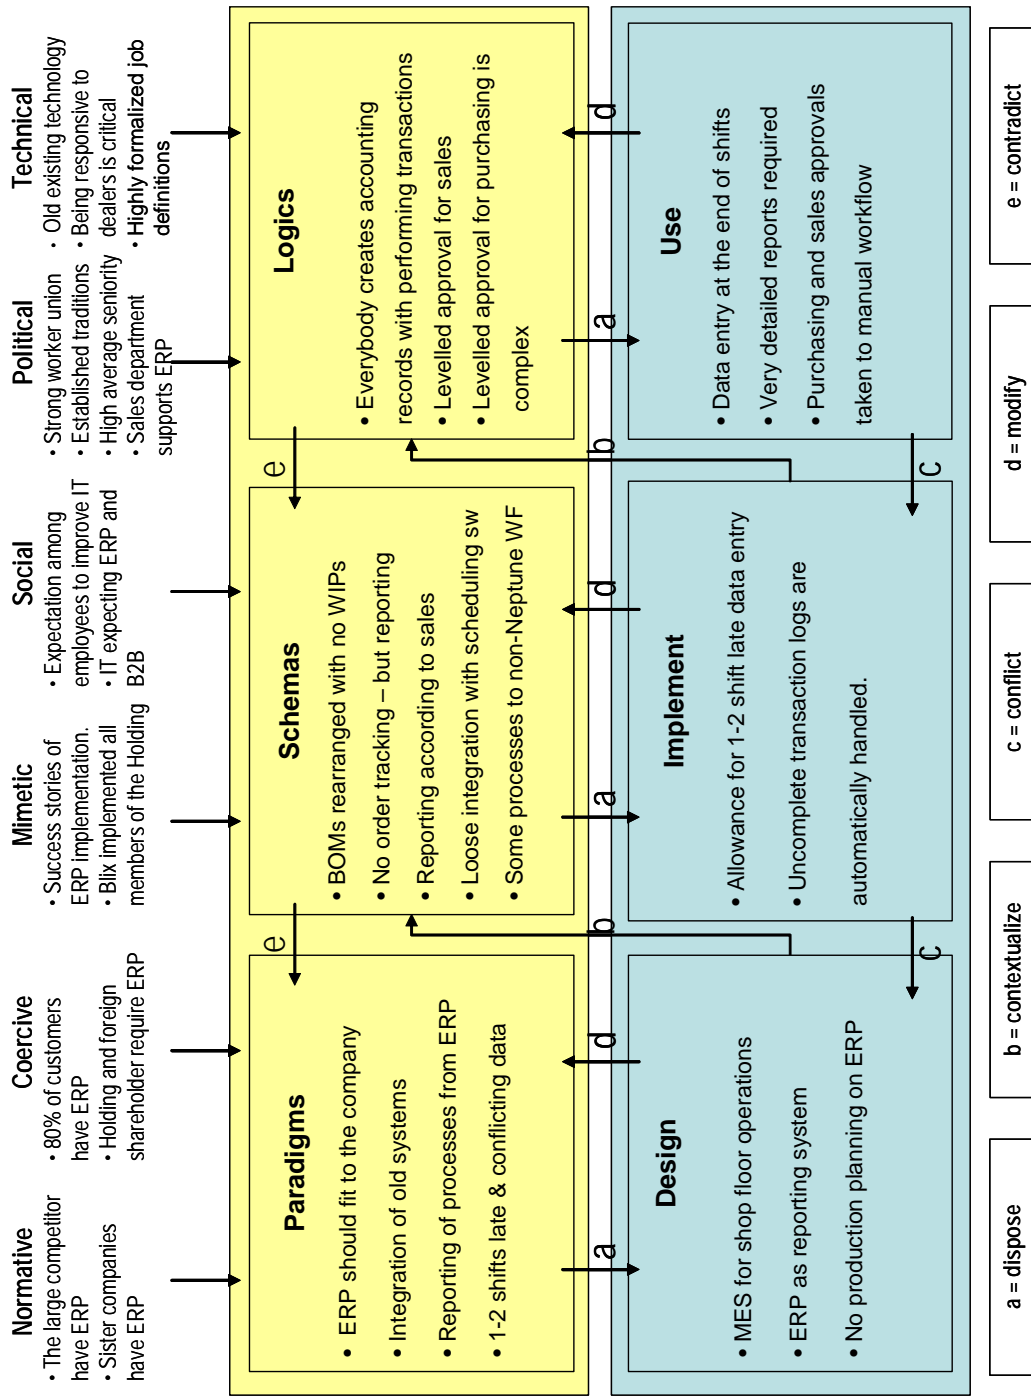 Normative
• The large competitor
have ERP
• Sister companies
have ERP
Coercive
• 80% of customers
have ERP
• Holding and foreign
shareholder require ERP
Mimetic
• Success stories of
ERP implementation.
• Blix implemented all
members of the Holding
Social
• Expectation among
employees to improve IT
• IT expecting ERP and
B2B
Political
• Strong worker union
• Established traditions
• High average seniority
• Sales department
supports ERP
Technical
• Old existing technology
• Being responsive to
dealers is critical
• Highly formalized job
definitions
Paradigms
• ERP should fit to the company
• Integration of old systems
• Reporting of processes from ERP
• 1-2 shifts late & conflicting data
e
Schemas
• BOMs rearranged with no WIPs
• No order tracking – but reporting
• Reporting according to sales
• Loose integration with scheduling sw
• Some processes to non-Neptune WF
e
Logics
• Everybody creates accounting
records with performing transactions
• Levelled approval for sales
• Levelled approval for purchasing is
complex
a
d
b
a
d
b
a
d
Design
• MES for shop floor operations
• ERP as reporting system
• No production planning on ERP
c
Implement
• Allowance for 1-2 shift late data entry
• Uncomplete transaction logs are
automatically handled.
c
Use
• Data entry at the end of shifts
• Very detailed reports required
• Purchasing and sales approvals
taken to manual workflow
a = dispose
b = contextualize
c = conflict
d = modify
e = contradict